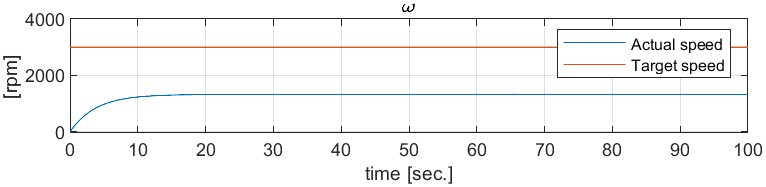 ω
4000
2000
0
[rpm]
Actual speed
Target speed
0 10 20 30 40 50 60 70 80 90 100
time [sec.]